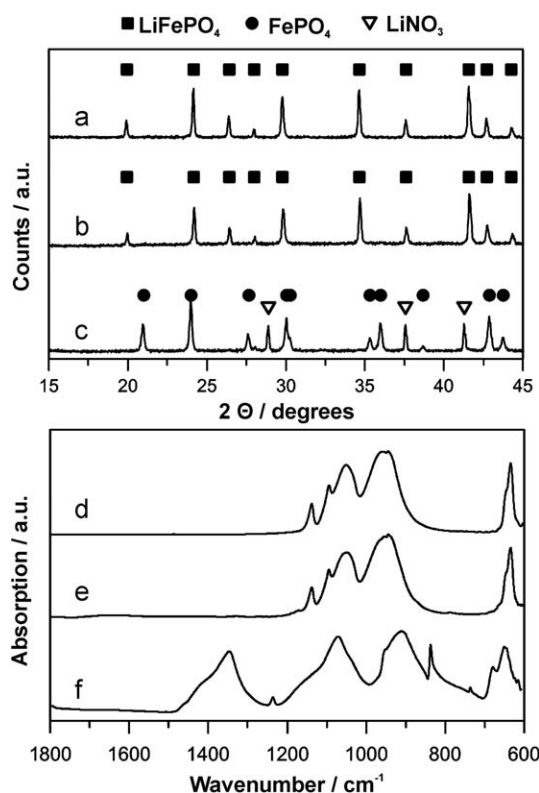 ■ LiFePO₄ ● FePO₄ ▽ LiNO₃
Counts / a.u.
a
b
c
15 20 25 30 35 40 45
2 Θ / degrees
Absorption / a.u.
d
e
f
1800 1600 1400 1200 1000 800 600
Wavenumber / cm⁻¹